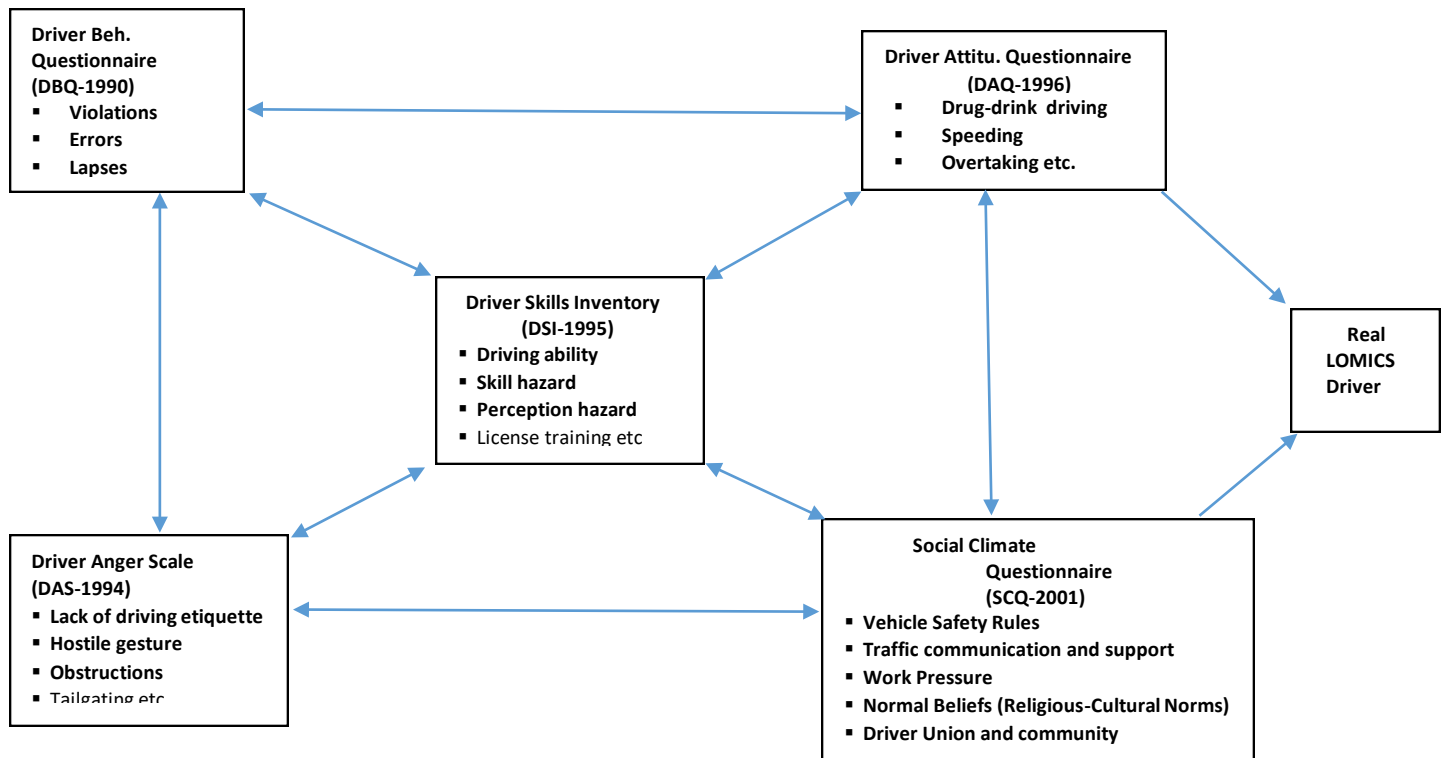 Driver Beh.
Questionnaire
(DBQ-1990)
▪ Violations
▪ Errors
▪ Lapses
Driver Attitu. Questionnaire
(DAQ-1996)
▪ Drug-drink driving
▪ Speeding
▪ Overtaking etc.
Driver Skills Inventory
(DSI-1995)
▪ Driving ability
▪ Skill hazard
▪ Perception hazard
▪ License training etc
Real
LOMICS
Driver
Driver Anger Scale
(DAS-1994)
▪ Lack of driving etiquette
▪ Hostile gesture
▪ Obstructions
▪ Tailgating etc
Social Climate
Questionnaire
(SCQ-2001)
▪ Vehicle Safety Rules
▪ Traffic communication and support
▪ Work Pressure
▪ Normal Beliefs (Religious-Cultural Norms)
▪ Driver Union and community